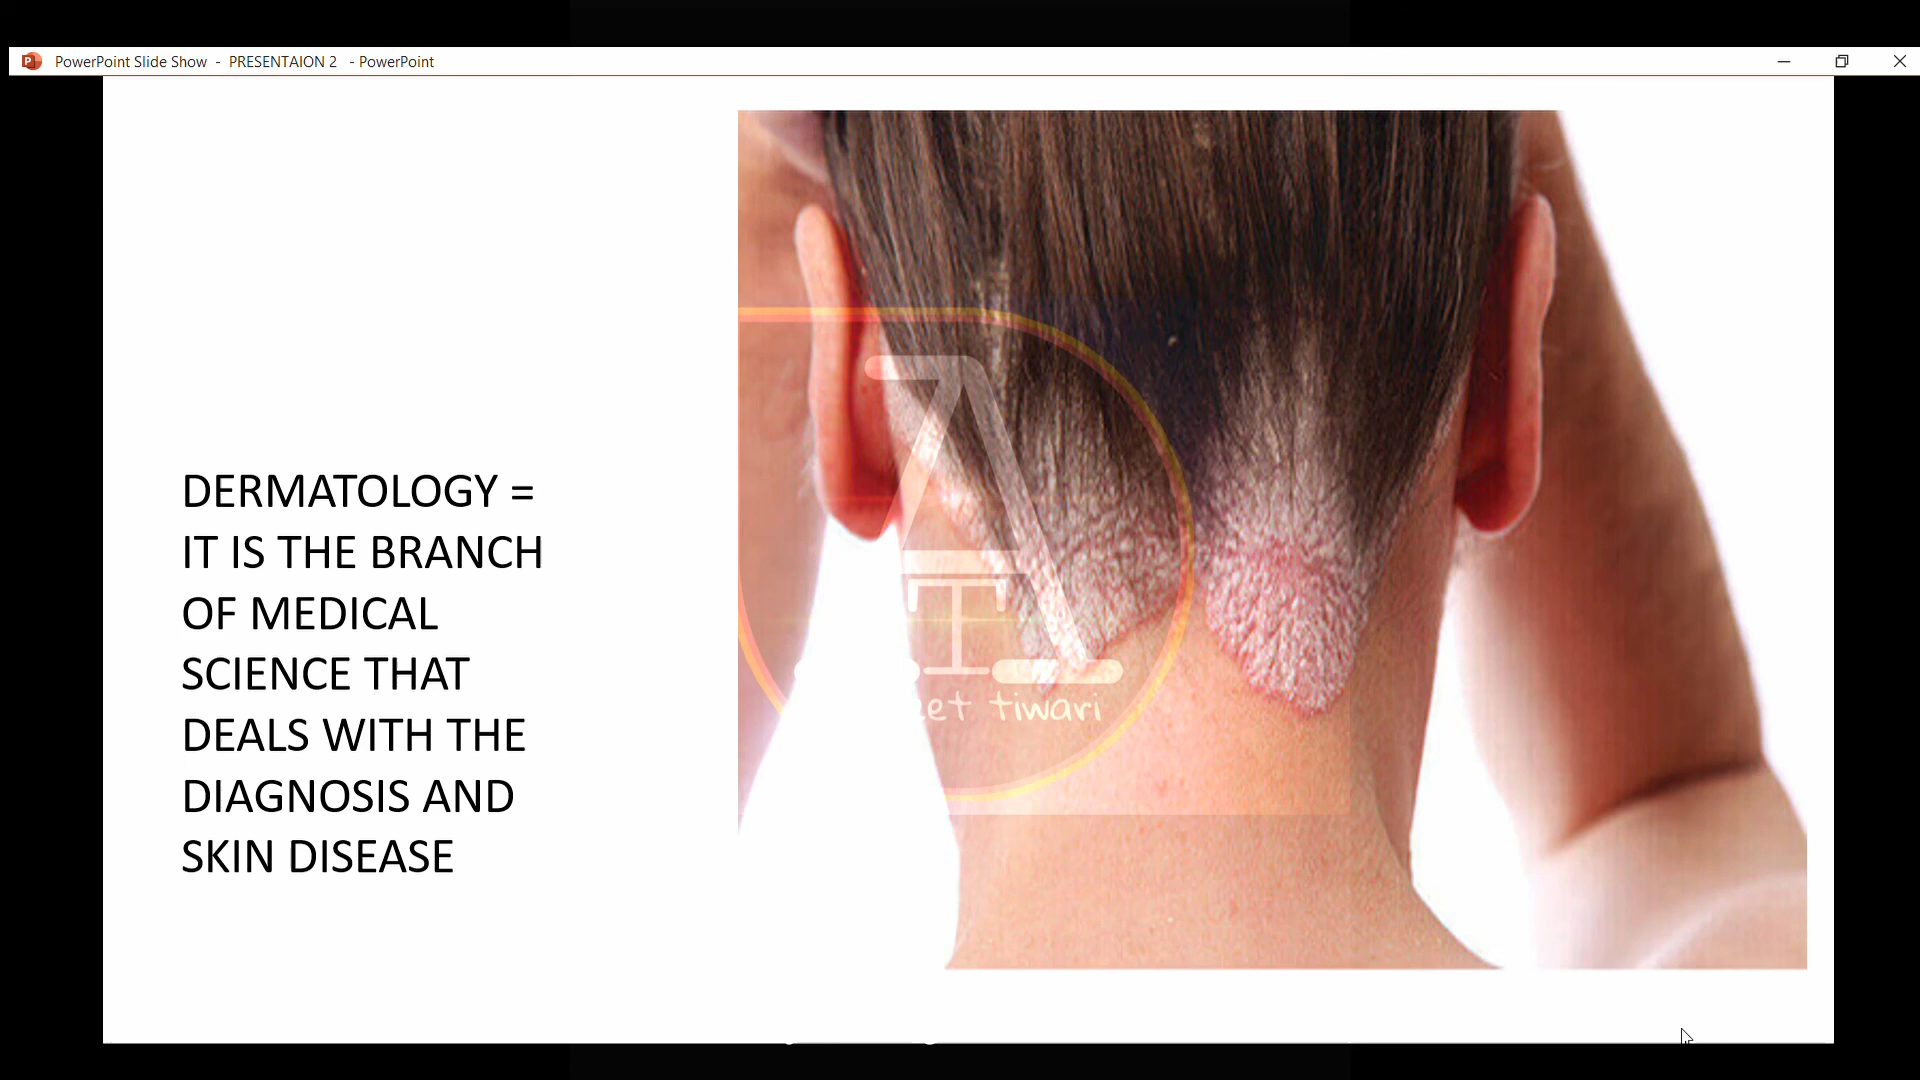 PowerPoint Slide Show - PRESENTAION 2 - PowerPoint
DERMATOLOGY =
IT IS THE BRANCH
OF MEDICAL
SCIENCE THAT
DEALS WITH THE
DIAGNOSIS AND
SKIN DISEASE
tiwari